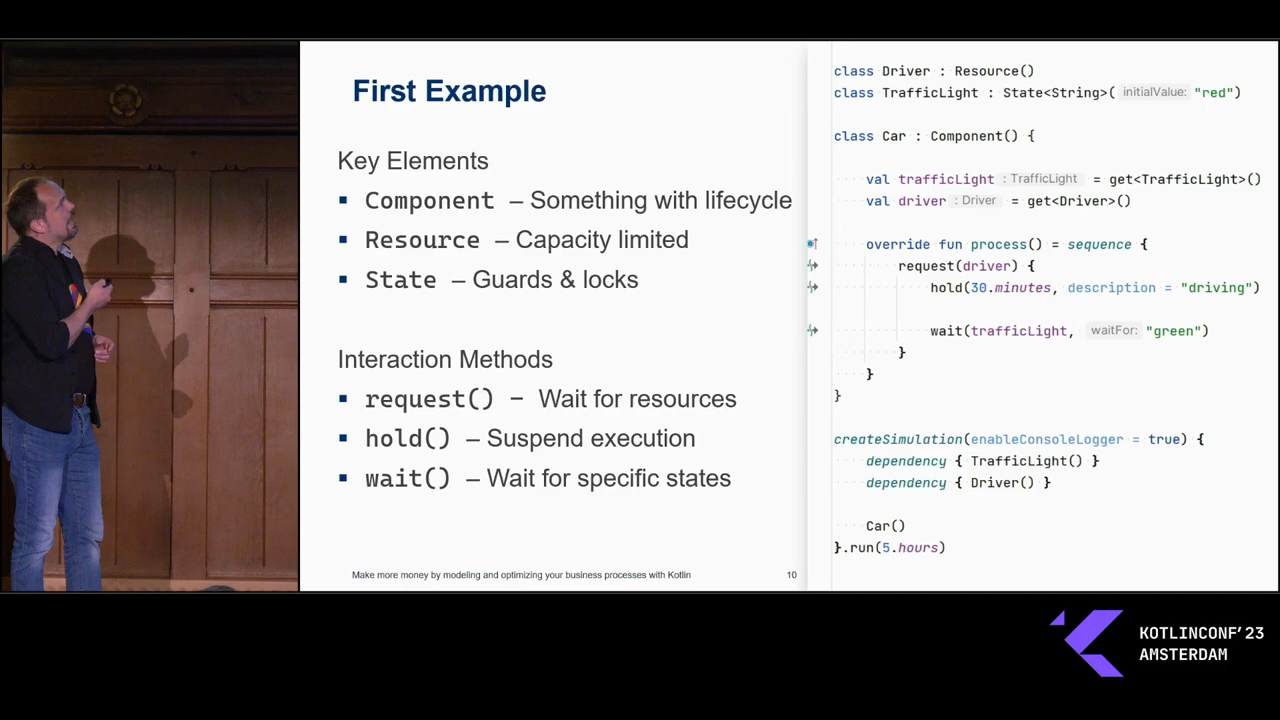 First Example
Key Elements
▪ Component – Something with lifecycle
▪ Resource – Capacity limited
▪ State – Guards & locks
Interaction Methods
▪ request() – Wait for resources
▪ hold() – Suspend execution
▪ wait() – Wait for specific states
Make more money by modeling and optimizing your business processes with Kotlin 10
class Driver : Resource()
class TrafficLight : State<String>( initialValue: "red")
class Car : Component() {
val trafficLight : TrafficLight = get<TrafficLight>()
val driver : Driver = get<Driver>()
override fun process() = sequence {
request(driver) {
hold(30.minutes, description = "driving")
wait(trafficLight, waitFor: "green")
}
}
}
createSimulation(enableConsoleLogger = true) {
dependency { TrafficLight() }
dependency { Driver() }
Car()
}.run(5.hours)
KOTLINCONF'23
AMSTERDAM